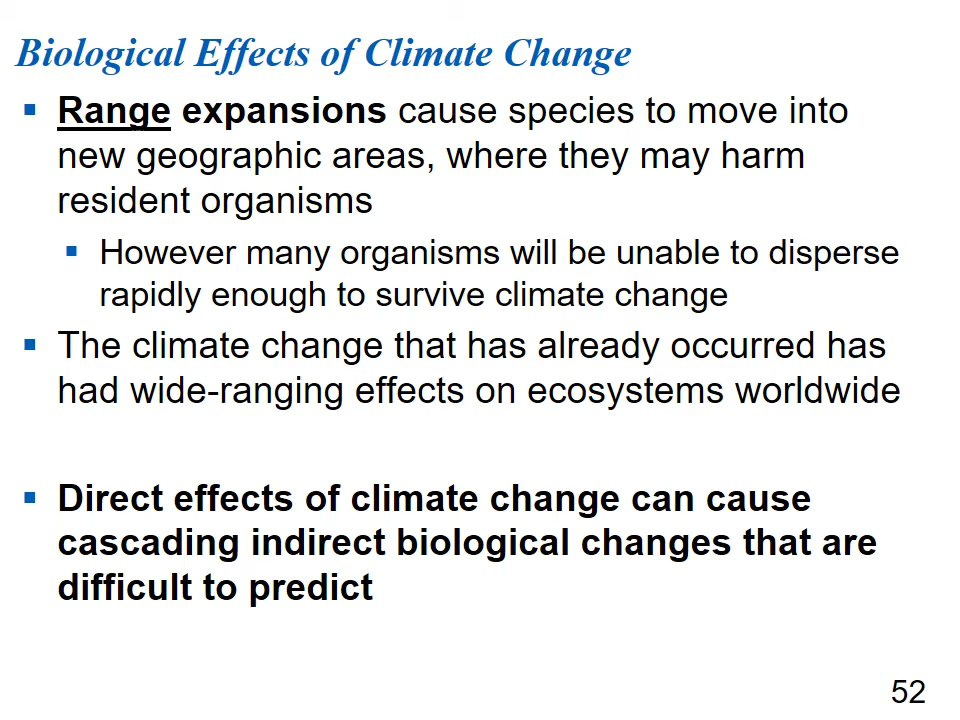 Biological Effects of Climate Change
▪ Range expansions cause species to move into
new geographic areas, where they may harm
resident organisms
▪ However many organisms will be unable to disperse
rapidly enough to survive climate change
▪ The climate change that has already occurred has
had wide-ranging effects on ecosystems worldwide
▪ Direct effects of climate change can cause
cascading indirect biological changes that are
difficult to predict
52